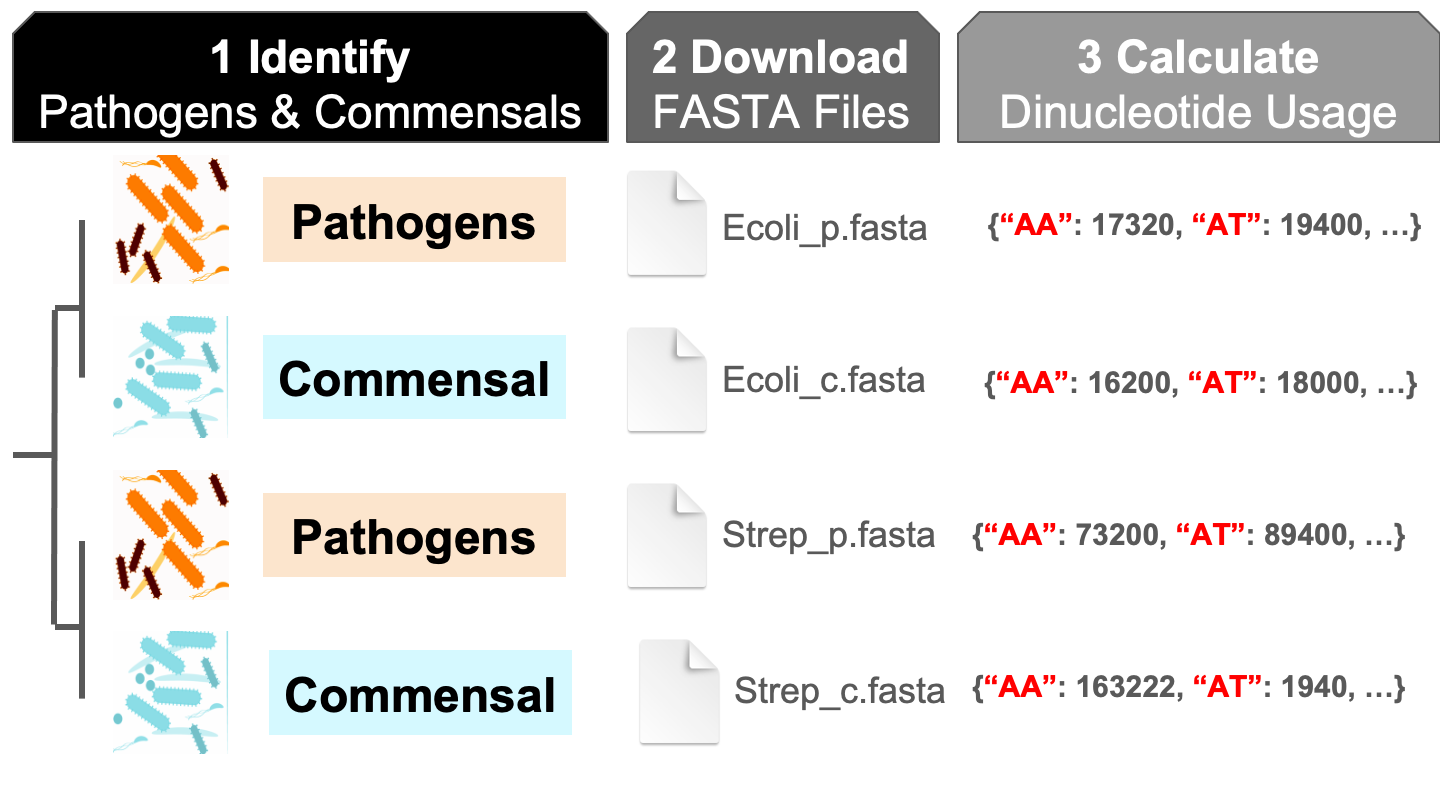 1 Identify
Pathogens & Commensals
2 Download
FASTA Files
3 Calculate
Dinucleotide Usage
Pathogens
Ecoli_p.fasta
{“AA”: 17320, “AT”: 19400, …}
Commensal
Ecoli_c.fasta
{“AA”: 16200, “AT”: 18000, …}
Pathogens
Strep_p.fasta
{“AA”: 73200, “AT”: 89400, …}
Commensal
Strep_c.fasta
{“AA”: 163222, “AT”: 1940, …}